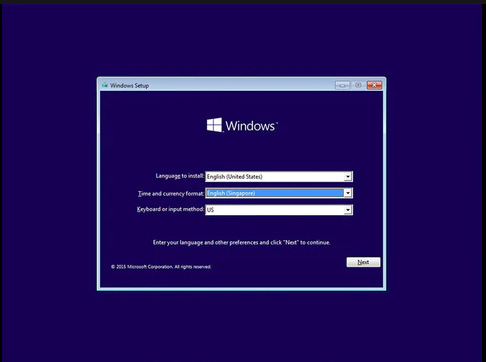 Windows Setup
Windows
Language to install: English (United States)
Time and currency format: English (Singapore)
Keyboard or input method: US
Enter your language and other preferences and click "Next" to continue.
© 2015 Microsoft Corporation. All rights reserved.
Next